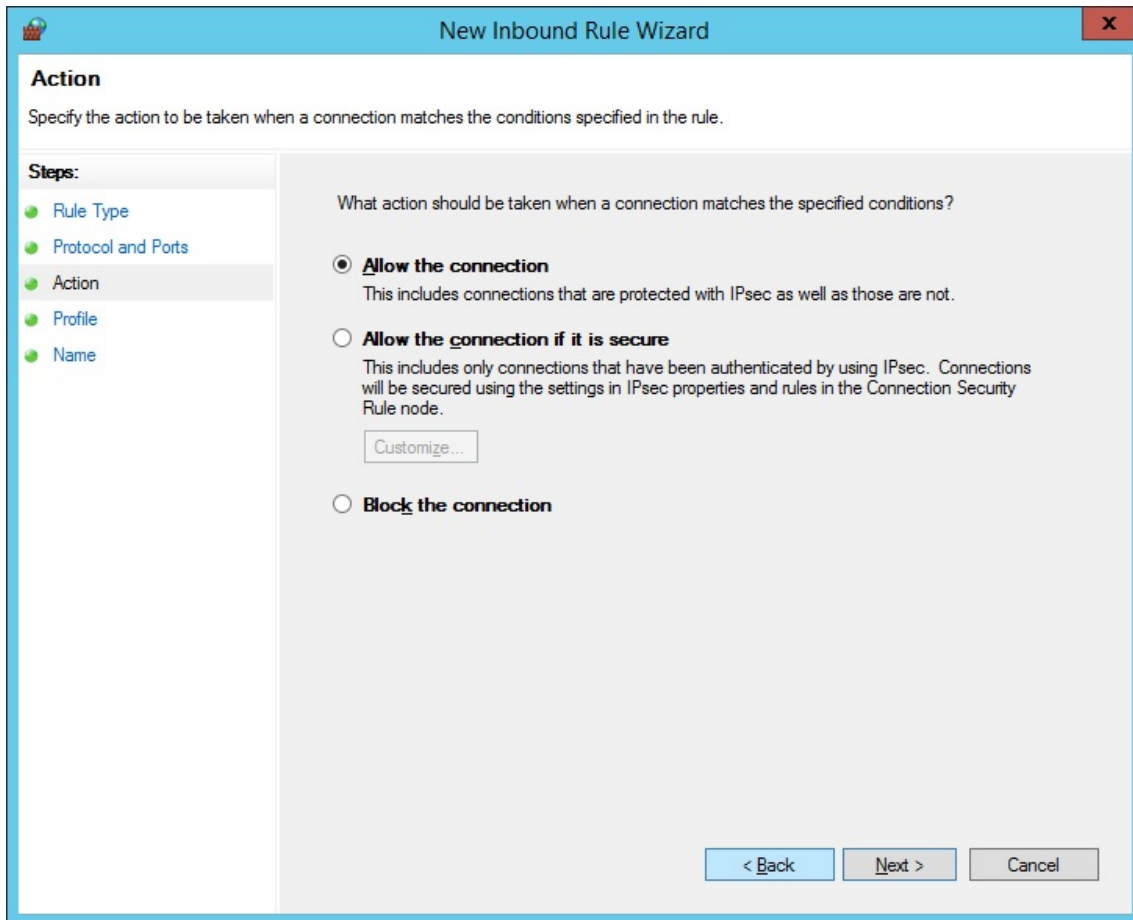 New Inbound Rule Wizard
x
Action
Specify the action to be taken when a connection matches the conditions specified in the rule.
Steps:
Rule Type
Protocol and Ports
Action
Profile
Name
What action should be taken when a connection matches the specified conditions?
Allow the connection
This includes connections that are protected with IPsec as well as those are not.
Allow the connection if it is secure
This includes only connections that have been authenticated by using IPsec. Connections
will be secured using the settings in IPsec properties and rules in the Connection Security
Rule node.
Customize...
Block the connection
< Back
Next >
Cancel